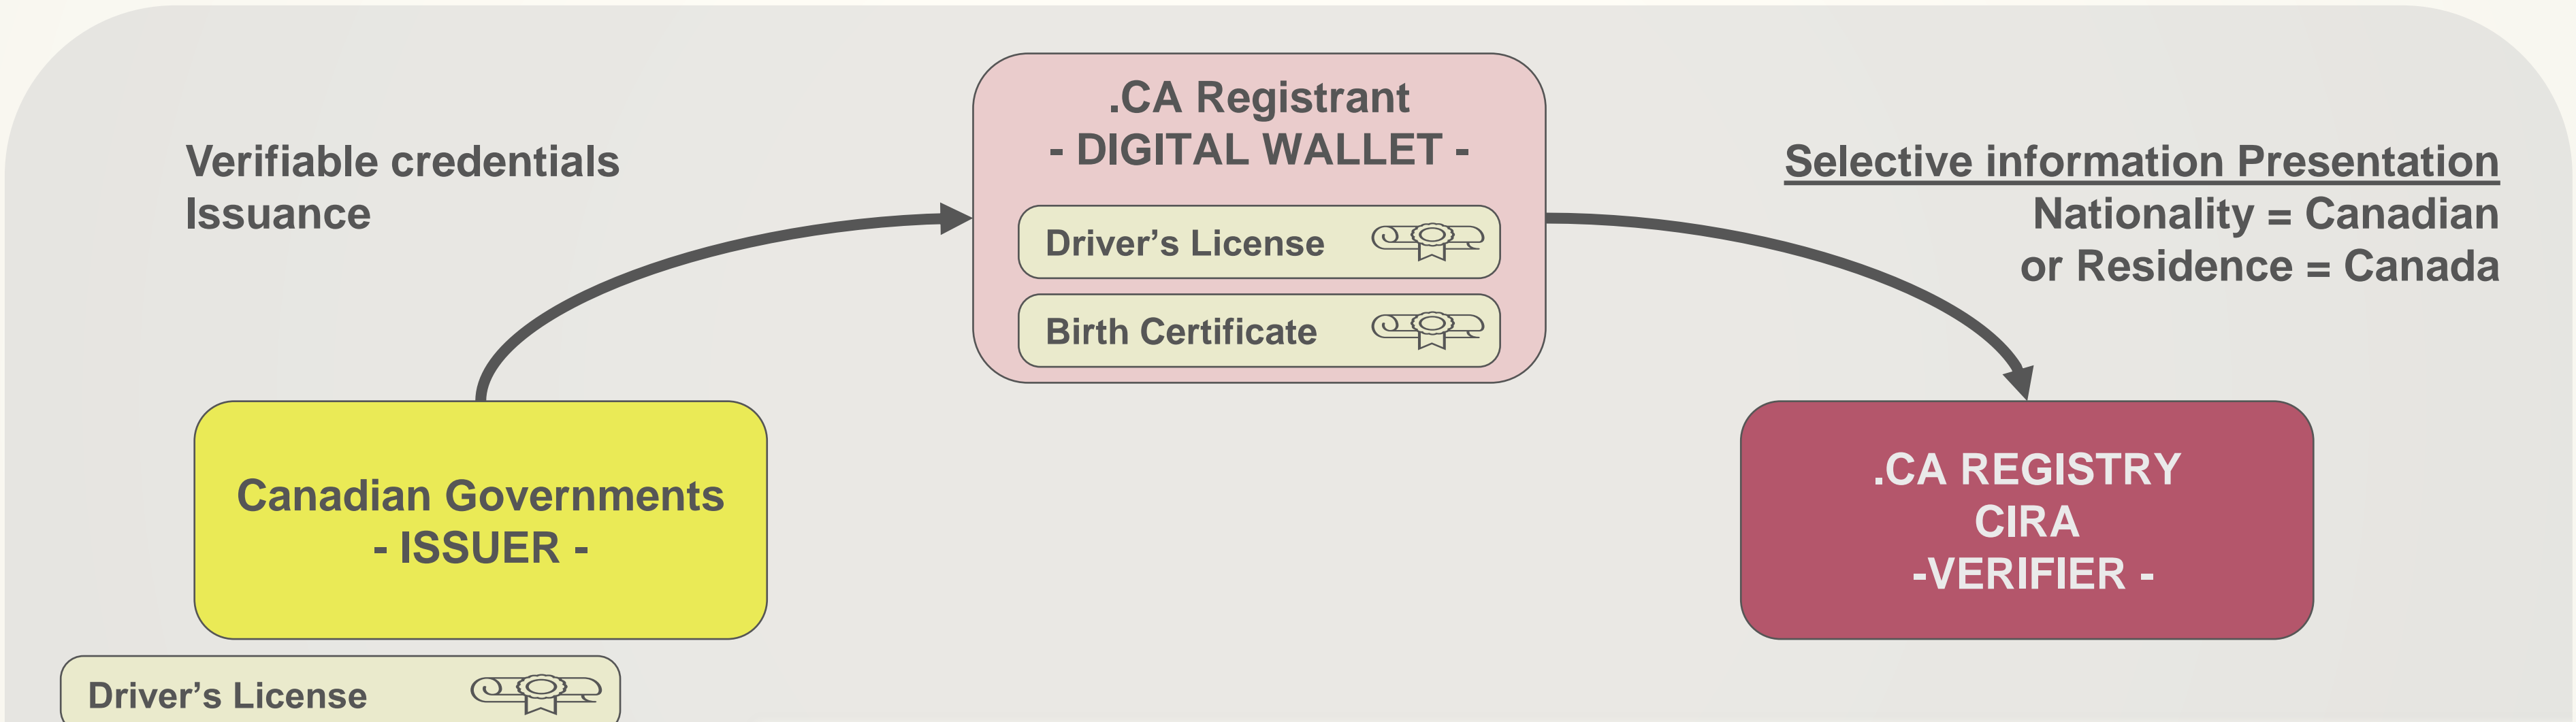 .CA Registrant
- DIGITAL WALLET -
Verifiable credentials
Issuance
Selective information Presentation
Nationality = Canadian
or Residence = Canada
Driver’s License
Birth Certificate
Canadian Governments
- ISSUER -
.CA REGISTRY
CIRA
-VERIFIER -
Driver’s License